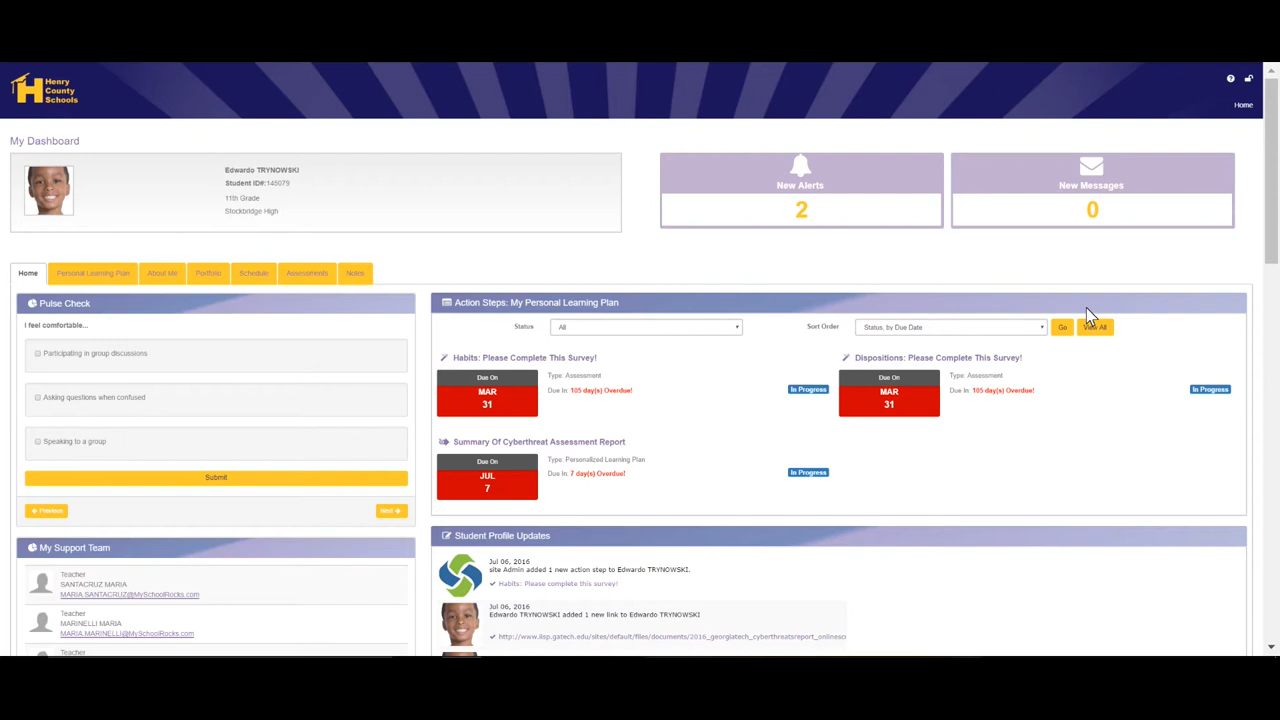 Henry
County
Schools
Home
My Dashboard
Edwardo TRYNOWSKI
Student ID#:145079
11th Grade
Stockbridge High
New Alerts
2
New Messages
0
Home
Personal Learning Plan
About Me
Portfolio
Schedule
Assessments
Notes
Pulse Check
I feel comfortable...
Participating in group discussions
Asking questions when confused
Speaking to a group
Submit
Previous
Next
My Support Team
Teacher
SANTACRUZ MARIA
MARIA.SANTACRUZ@MySchoolRocks.com
Teacher
MARINELLI MARIA
MARIA.MARINELLI@MySchoolRocks.com
Teacher
Action Steps: My Personal Learning Plan
Status
All
Sort Order
Status, by Due Date
Go
View All
Habits: Please Complete This Survey!
Due On
MAR
31
Type: Assessment
Due In: 105 day(s) Overdue!
In Progress
Dispositions: Please Complete This Survey!
Due On
MAR
31
Type: Assessment
Due In: 105 day(s) Overdue!
In Progress
Summary Of Cyberthreat Assessment Report
Due On
JUL
7
Type: Personalized Learning Plan
Due In: 7 day(s) Overdue!
In Progress
Student Profile Updates
Jul 06, 2016
site Admin added 1 new action step to Edwardo TRYNOWSKI.
Habits: Please complete this survey!
Jul 06, 2016
Edwardo TRYNOWSKI added 1 new link to Edwardo TRYNOWSKI
http://www.iisp.gatech.edu/sites/default/files/documents/2016_georgiatech_cyberthreatsreport_onlinescr